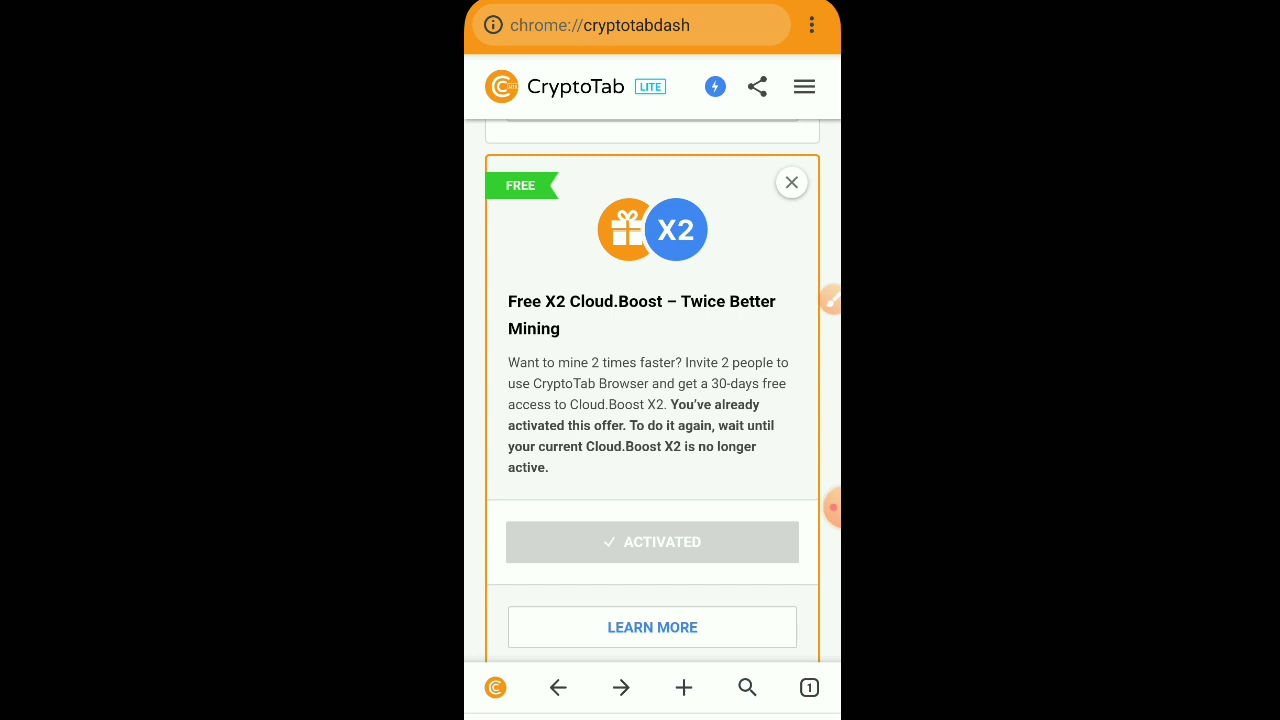 chrome://cryptotabdash
CryptoTab LITE
FREE
X2
Free X2 Cloud.Boost – Twice Better
Mining
Want to mine 2 times faster? Invite 2 people to
use CryptoTab Browser and get a 30-days free
access to Cloud.Boost X2. You've already
activated this offer. To do it again, wait until
your current Cloud.Boost X2 is no longer
active.
ACTIVATED
LEARN MORE
1